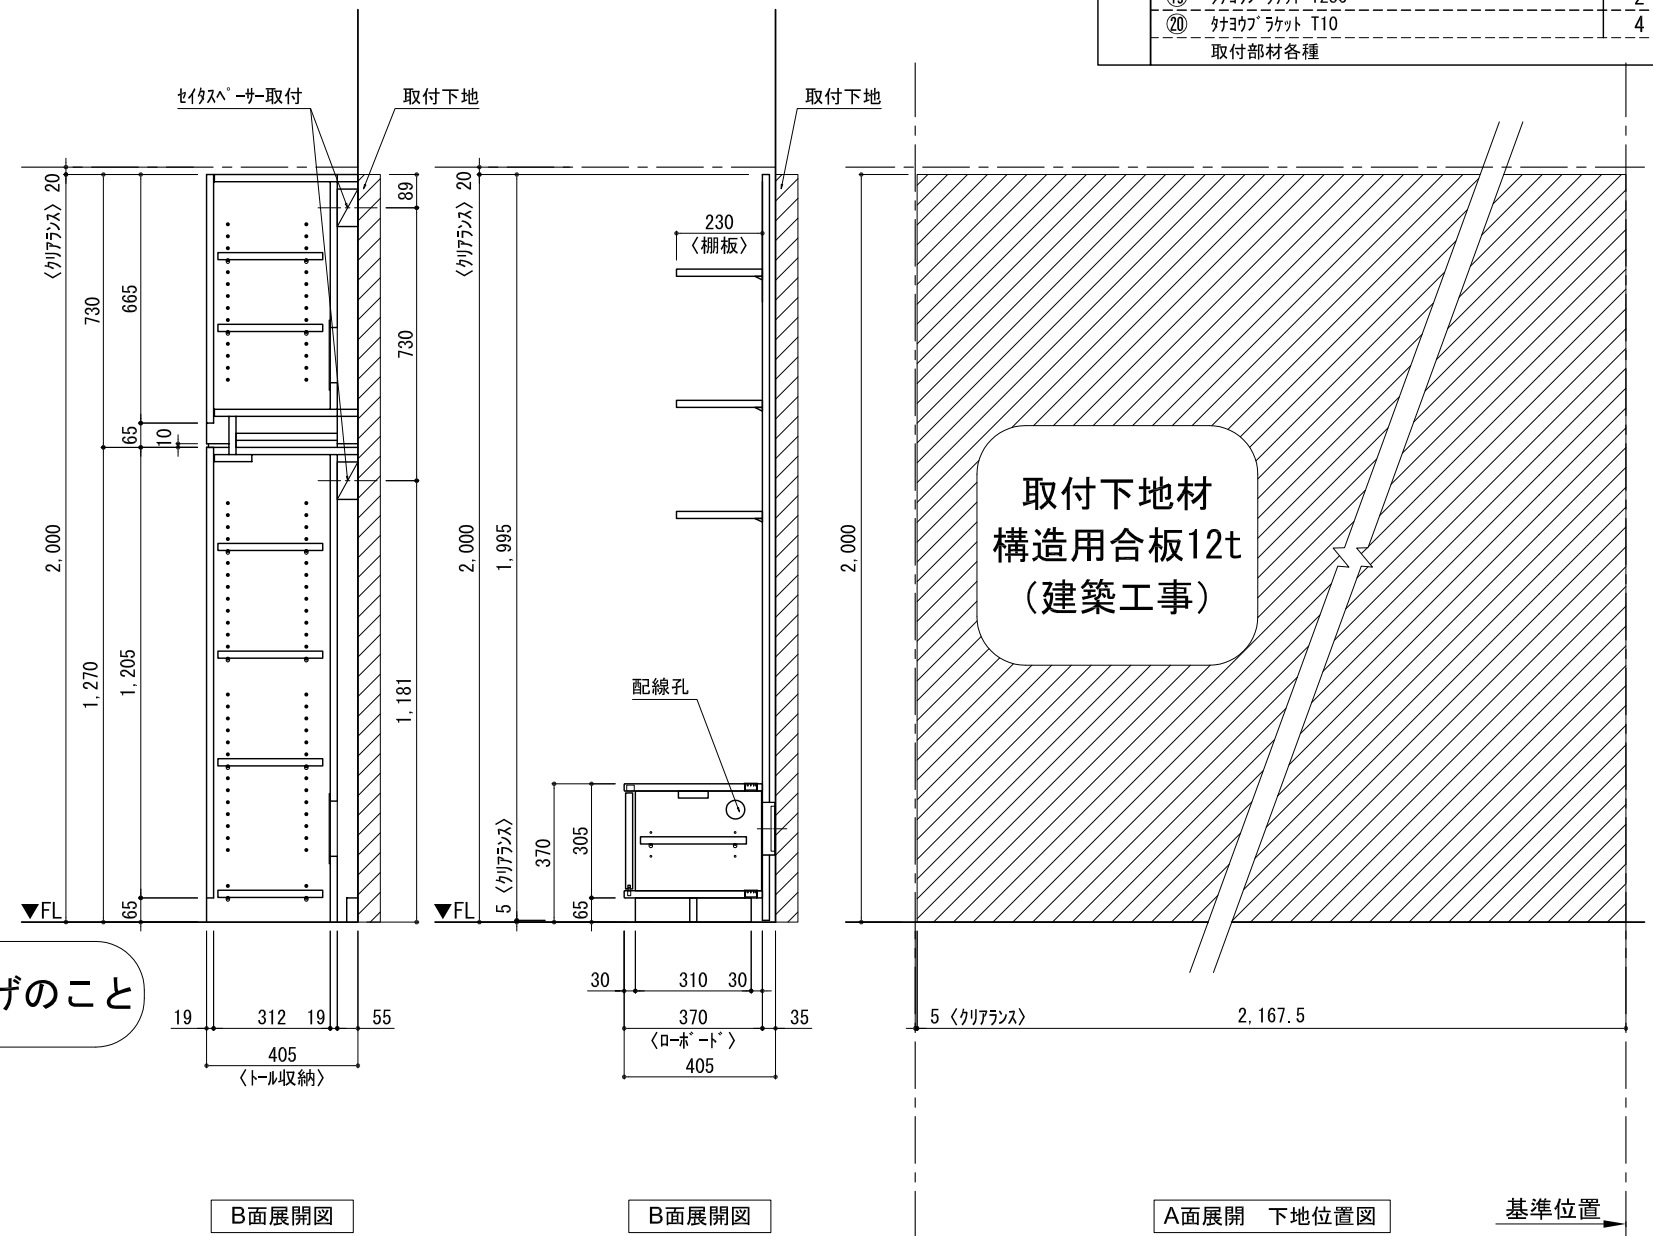 ⑳ ﾀﾅﾖｳﾌﾞﾗｹｯﾄ T10 4
取付部材各種
ｾｲﾀｽﾍﾟｰｻｰ取付
取付下地
取付下地
20
〈ｸﾘｱﾗﾝｽ〉
730
665
65
10
2,000
1,270
1,205
65
89
730
1,181
▼FL
20
〈ｸﾘｱﾗﾝｽ〉
230
〈棚板〉
2,000
1,995
配線孔
5 〈ｸﾘｱﾗﾝｽ〉
370
305
65
▼FL
2,000
取付下地材
構造用合板12t
(建築工事)
げのこと
19 312 19 55
405
〈ﾄｰﾙ収納〉
30 310 30
370 35
〈ﾛｰﾎﾞｰﾄﾞ〉
405
5 〈ｸﾘｱﾗﾝｽ〉 2,167.5
B面展開図
B面展開図
A面展開 下地位置図
基準位置